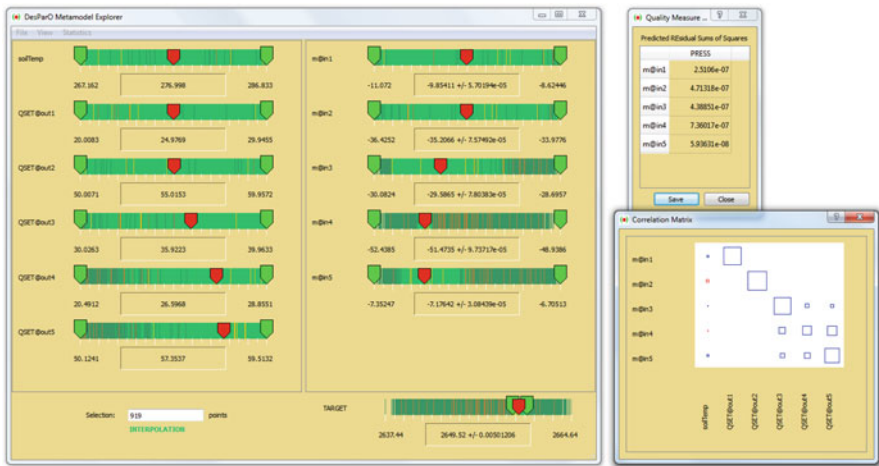 DesParO Metamodel Explorer
File View Statistics
soilTemp
267.162 276.998 286.833
QSET@out1
20.0083 24.9769 29.9455
QSET@out2
50.0071 55.0153 59.9572
QSET@out3
30.0263 35.9223 39.9633
QSET@out4
20.4912 26.5968 28.8551
QSET@out5
50.1241 57.3537 59.5132
m@in1
-11.072 -9.85411 +/- 5.70194e-05 -8.62446
m@in2
-36.4252 -35.2066 +/- 7.57492e-05 -33.9776
m@in3
-30.0824 -29.5865 +/- 7.80383e-05 -28.6957
m@in4
-52.4385 -51.4735 +/- 9.73717e-05 -48.9386
m@in5
-7.35247 -7.17642 +/- 3.08439e-05 -6.70513
Selection: 919 points
INTERPOLATION
TARGET
2637.44 2649.52 +/- 0.00501206 2664.64
Quality Measure ...
Predicted REsidual Sums of Squares
PRESS
m@in1 2.5106e-07
m@in2 4.71318e-07
m@in3 4.38851e-07
m@in4 7.36017e-07
m@in5 5.93631e-08
Save Close
Correlation Matrix
m@in1
m@in2
m@in3
m@in4
m@in5
soilTemp
QSET@out1
QSET@out2
QSET@out3
QSET@out4
QSET@out5